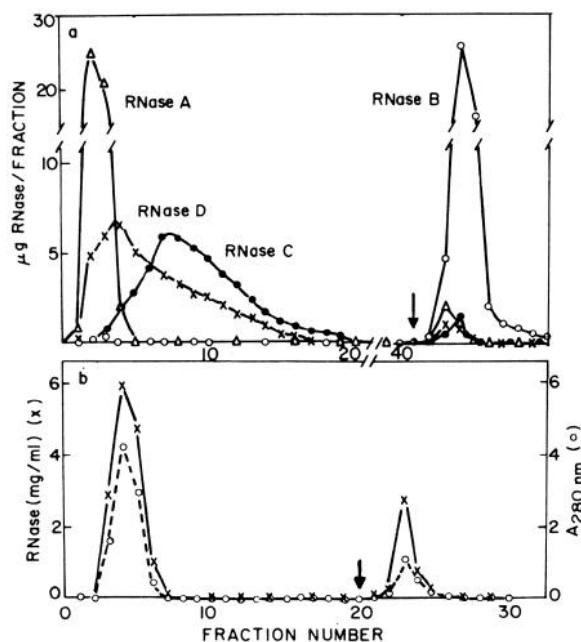 a
30
20
10
0
µg RNase/FRACTION
RNase A
RNase B
RNase D
RNase C
10
20
40
b
6
4
2
0
RNase (mg/ml) (x)
6
4
2
0
A280 nm (o)
0
10
20
30
FRACTION NUMBER